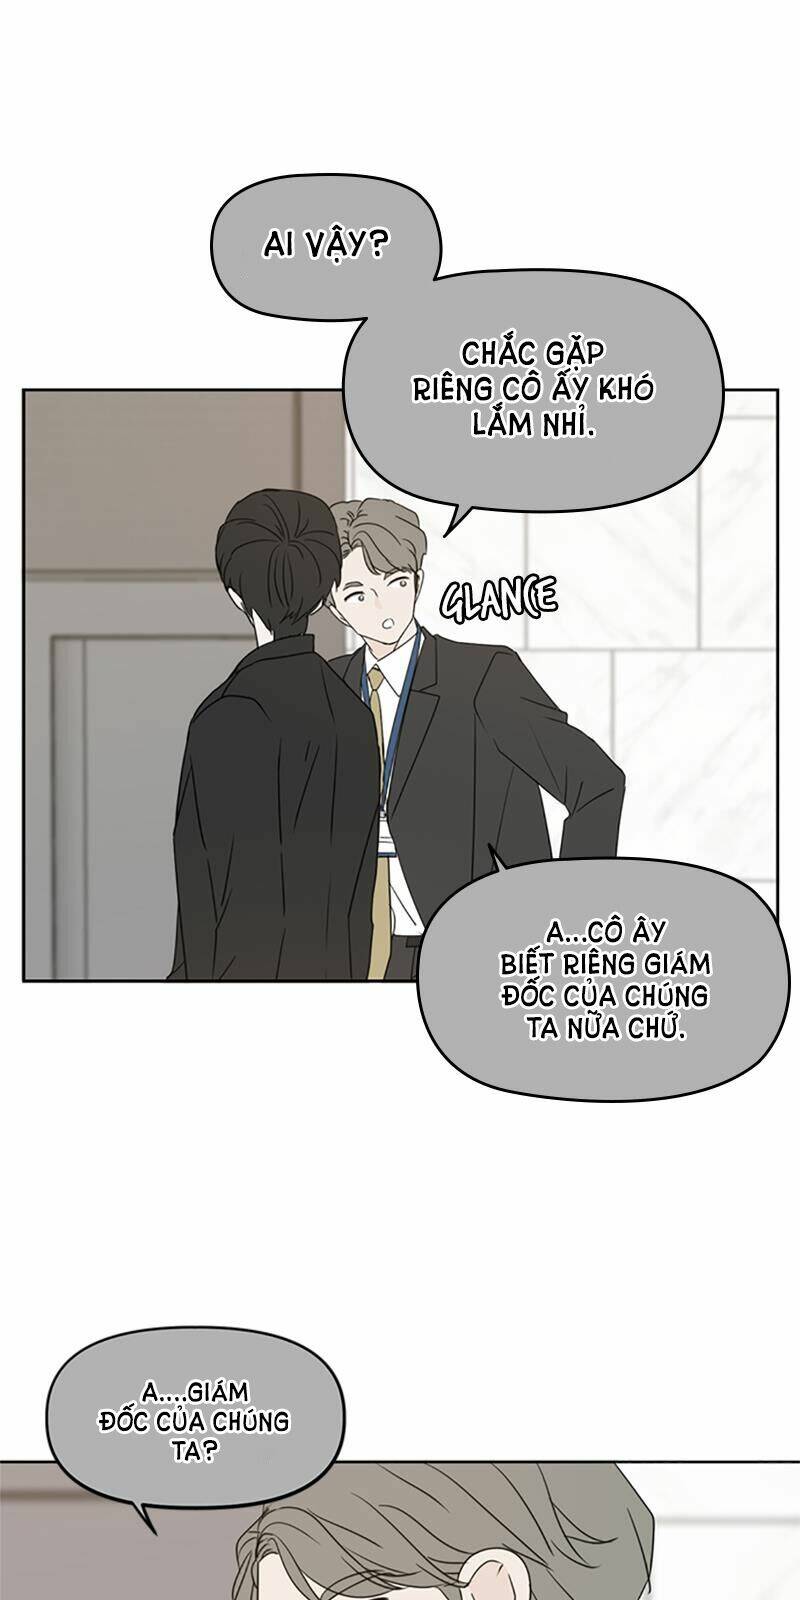 AI VẬY?
CHẮC GẶP
RIÊNG CÔ ẤY KHÓ
LẮM NHỈ.
GLANCE
A...CÔ ÂY
BIẾT RIÊNG GIÁM
ĐỐC CỦA CHÚNG
TA NỮA CHỨ.
A....GIÁM
ĐỐC CỦA CHÚNG
TA?